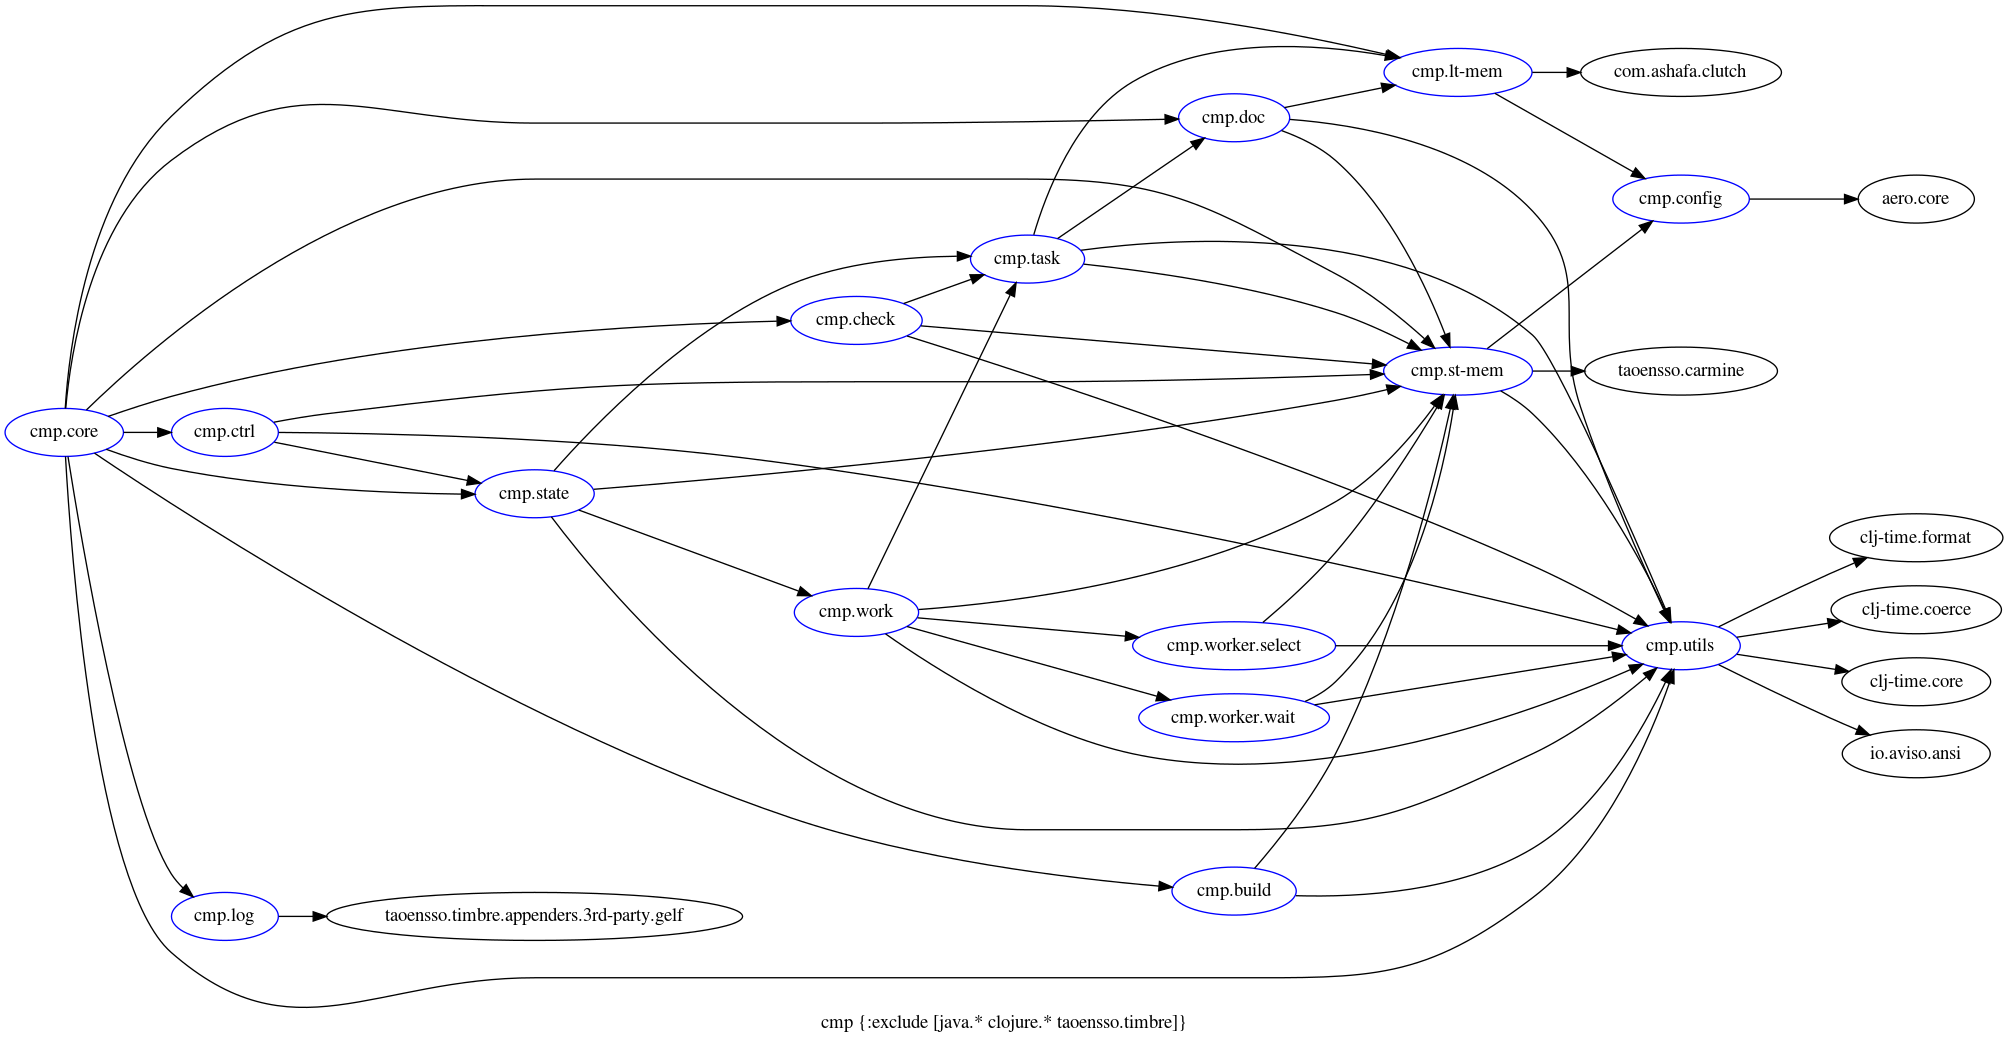 cmp.lt-mem
com.ashafa.clutch
cmp.doc
cmp.config
aero.core
cmp.task
cmp.check
cmp.st-mem
taoensso.carmine
cmp.core
cmp.ctrl
cmp.state
clj-time.format
cmp.work
clj-time.coerce
cmp.worker.select
cmp.utils
clj-time.core
cmp.worker.wait
io.aviso.ansi
cmp.build
cmp.log
taoensso.timbre.appenders.3rd-party.gelf
cmp {:exclude [java.* clojure.* taoensso.timbre]}